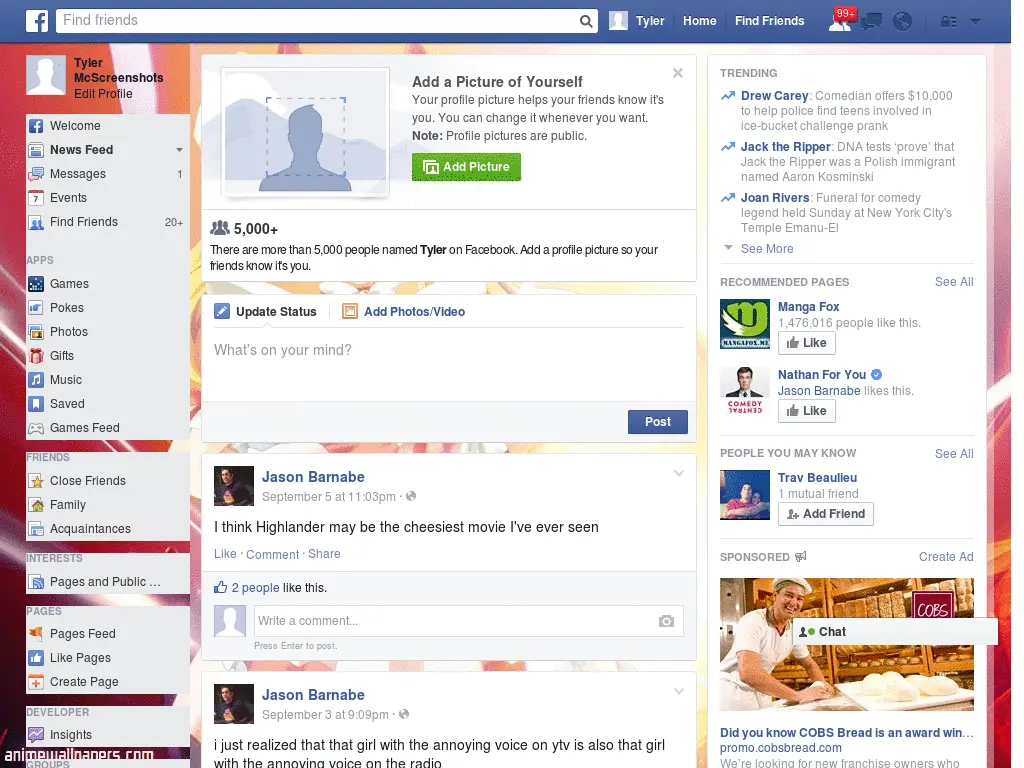 Find friends
Tyler
Home
Find Friends
99+
Tyler
McScreenshots
Edit Profile
Welcome
News Feed
Messages 1
Events
Find Friends 20+
APPS
Games
Pokes
Photos
Gifts
Music
Saved
Games Feed
FRIENDS
Close Friends
Family
Acquaintances
INTERESTS
Pages and Public ...
PAGES
Pages Feed
Like Pages
Create Page
DEVELOPER
Insights
animewallpapers.com
GROUPS
Add a Picture of Yourself
Your profile picture helps your friends know it's
you. You can change it whenever you want.
Note: Profile pictures are public.
Add Picture
5,000+
There are more than 5,000 people named Tyler on Facebook. Add a profile picture so your
friends know it's you.
Update Status
Add Photos/Video
What's on your mind?
Post
Jason Barnabe
September 5 at 11:03pm ·
I think Highlander may be the cheesiest movie I've ever seen
Like · Comment · Share
2 people like this.
Write a comment...
Press Enter to post.
Jason Barnabe
September 3 at 9:09pm ·
i just realized that that girl with the annoying voice on ytv is also that girl
with the annoying voice on the radio
TRENDING
Drew Carey: Comedian offers $10,000
to help police find teens involved in
ice-bucket challenge prank
Jack the Ripper: DNA tests ‘prove’ that
Jack the Ripper was a Polish immigrant
named Aaron Kosminski
Joan Rivers: Funeral for comedy
legend held Sunday at New York City's
Temple Emanu-El
See More
RECOMMENDED PAGES See All
MANGAFOX.ME
Manga Fox
1,476,016 people like this.
Like
COMEDY
CENTRAL
Nathan For You
Jason Barnabe likes this.
Like
PEOPLE YOU MAY KNOW See All
Trav Beaulieu
1 mutual friend
Add Friend
SPONSORED Create Ad
COBS
Chat
Did you know COBS Bread is an award win...
promo.cobsbread.com
We're looking for new franchise owners who